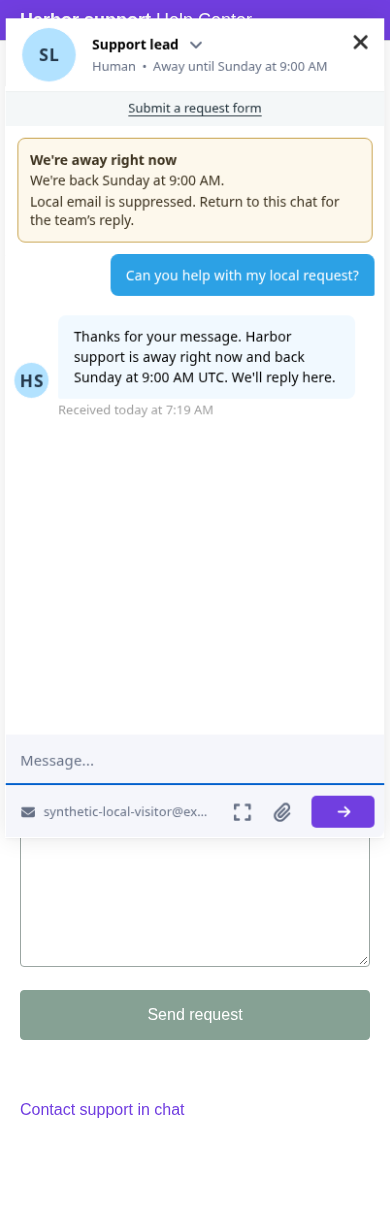 Harbor support Help Center
SL
Support lead
Human • Away until Sunday at 9:00 AM
Submit a request form
We're away right now
We're back Sunday at 9:00 AM.
Local email is suppressed. Return to this chat for
the team's reply.
Can you help with my local request?
Thanks for your message. Harbor
support is away right now and back
Sunday at 9:00 AM UTC. We'll reply here.
HS
Received today at 7:19 AM
Message...
synthetic-local-visitor@ex...
Send request
Contact support in chat